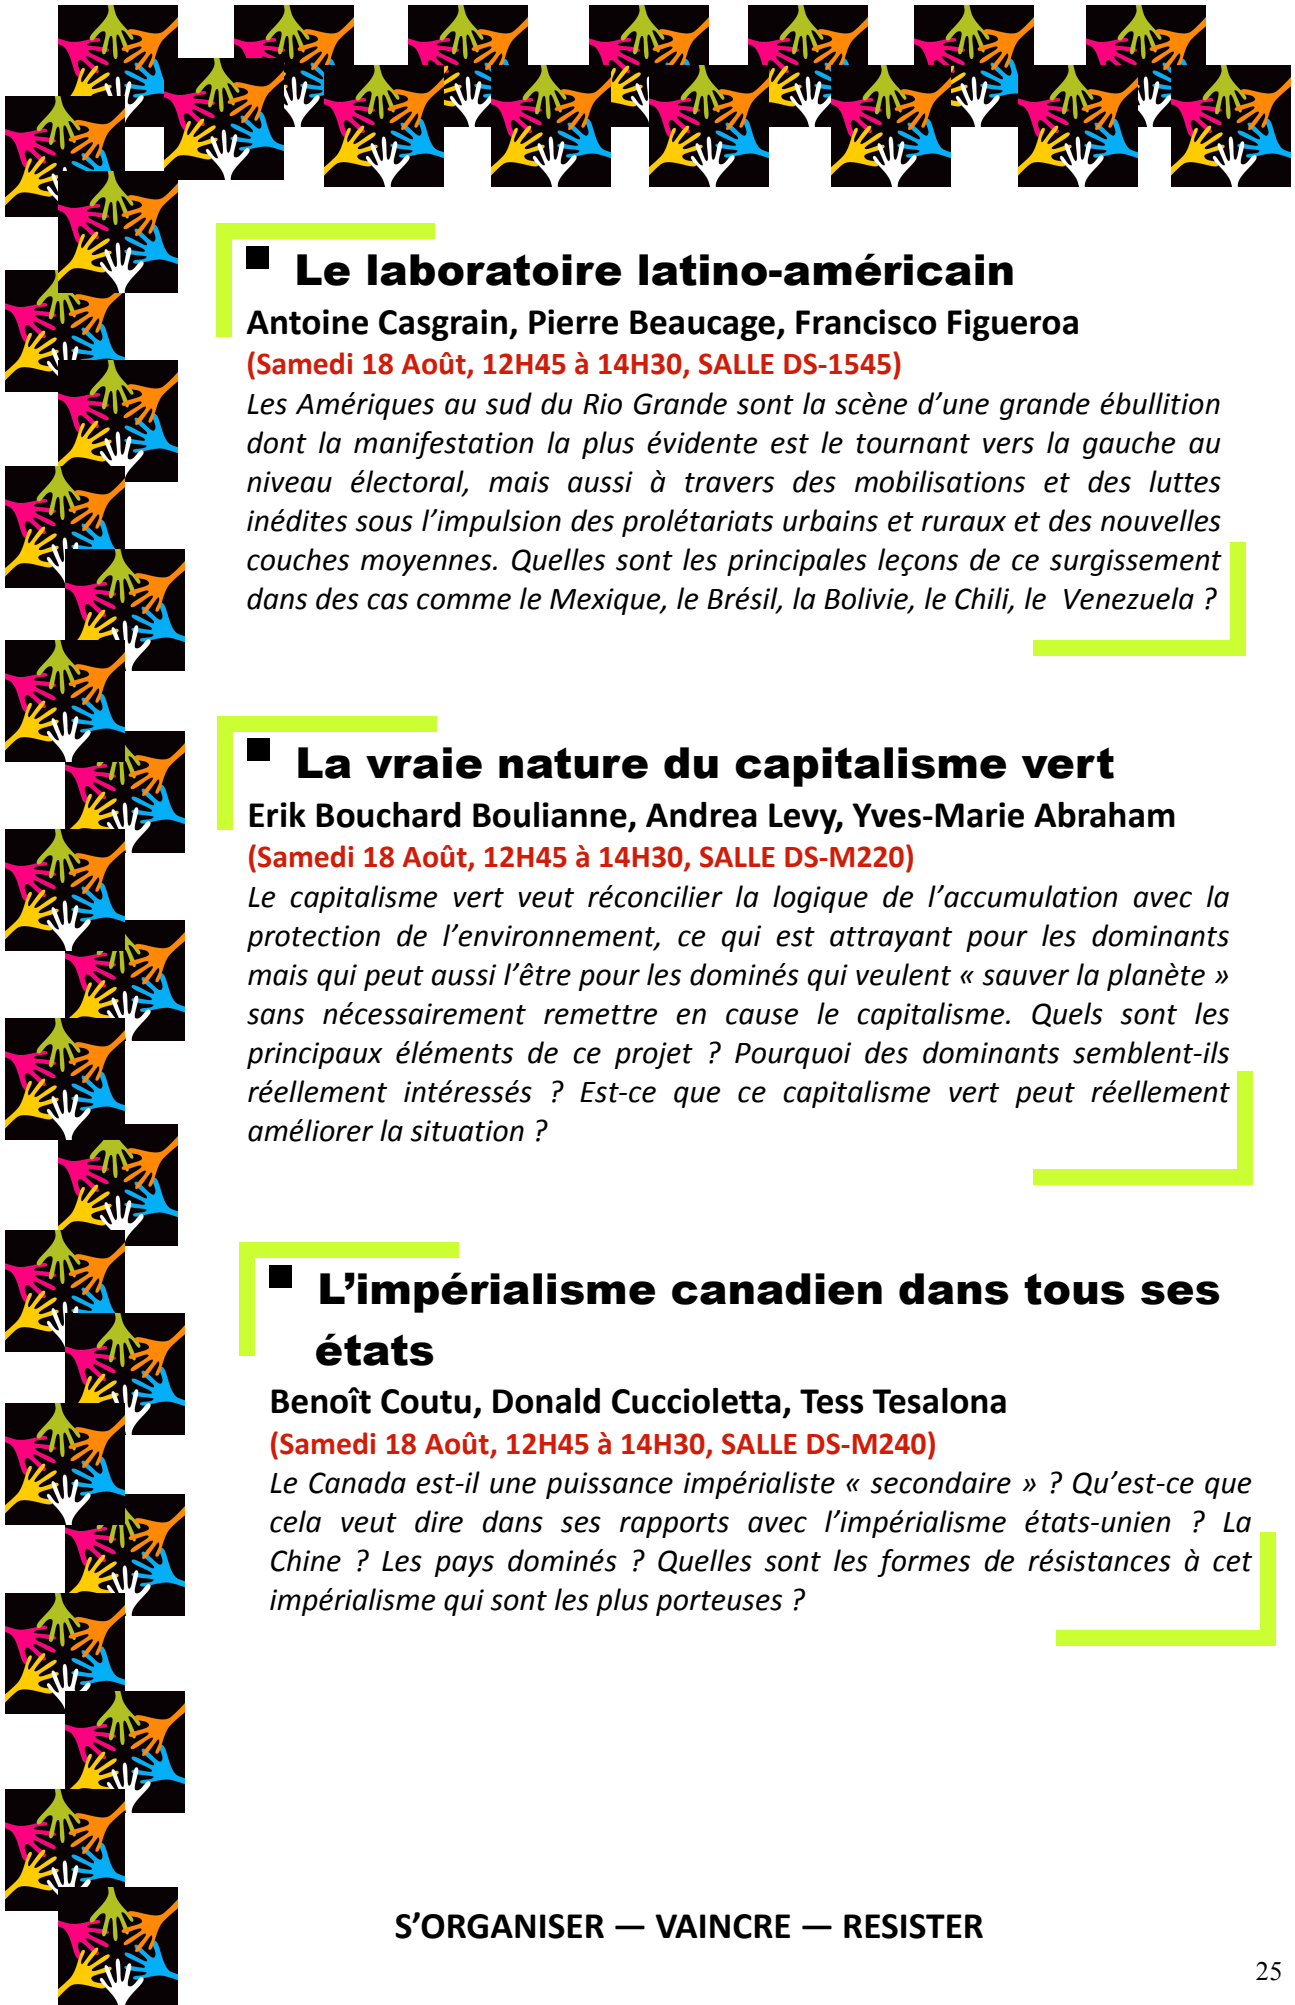 Le laboratoire latino-américain
Antoine Casgrain, Pierre Beaucage, Francisco Figueroa
(Samedi 18 Août, 12H45 à 14H30, SALLE DS-1545)
Les Amériques au sud du Rio Grande sont la scène d’une grande ébullition
dont la manifestation la plus évidente est le tournant vers la gauche au
niveau électoral, mais aussi à travers des mobilisations et des luttes
inédites sous l’impulsion des prolétariats urbains et ruraux et des nouvelles
couches moyennes. Quelles sont les principales leçons de ce surgissement
dans des cas comme le Mexique, le Brésil, la Bolivie, le Chili, le Venezuela ?
La vraie nature du capitalisme vert
Erik Bouchard Boulianne, Andrea Levy, Yves-Marie Abraham
(Samedi 18 Août, 12H45 à 14H30, SALLE DS-M220)
Le capitalisme vert veut réconcilier la logique de l’accumulation avec la
protection de l’environnement, ce qui est attrayant pour les dominants
mais qui peut aussi l’être pour les dominés qui veulent « sauver la planète »
sans nécessairement remettre en cause le capitalisme. Quels sont les
principaux éléments de ce projet ? Pourquoi des dominants semblent-ils
réellement intéressés ? Est-ce que ce capitalisme vert peut réellement
améliorer la situation ?
L’impérialisme canadien dans tous ses
états
Benoît Coutu, Donald Cuccioletta, Tess Tesalona
(Samedi 18 Août, 12H45 à 14H30, SALLE DS-M240)
Le Canada est-il une puissance impérialiste « secondaire » ? Qu’est-ce que
cela veut dire dans ses rapports avec l’impérialisme états-unien ? La
Chine ? Les pays dominés ? Quelles sont les formes de résistances à cet
impérialisme qui sont les plus porteuses ?
S’ORGANISER — VAINCRE — RESISTER
25